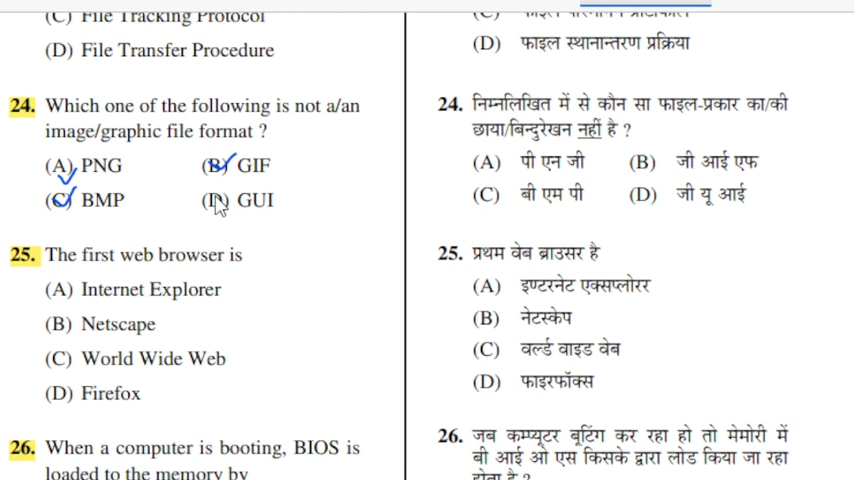 (C) File Tracking Protocol
(D) File Transfer Procedure
24. Which one of the following is not a/an
image/graphic file format ?
(A) PNG (B) GIF
(C) BMP (D) GUI
25. The first web browser is
(A) Internet Explorer
(B) Netscape
(C) World Wide Web
(D) Firefox
26. When a computer is booting, BIOS is
loaded to the memory by
(D) फाइल स्थानान्तरण प्रक्रिया
24. निम्नलिखित में से कौन सा फाइल-प्रकार का/की
छाया/बिन्दुरेखन नहीं है ?
(A) पी एन जी (B) जी आई एफ
(C) बी एम पी (D) जी यू आई
25. प्रथम वेब ब्राउसर है
(A) इण्टरनेट एक्सप्लोरर
(B) नेटस्केप
(C) वर्ल्ड वाइड वेब
(D) फाइरफॉक्स
26. जब कम्प्यूटर बूटिंग कर रहा हो तो मेमोरी में
बी आई ओ एस किसके द्वारा लोड किया जा रहा
होता है ?